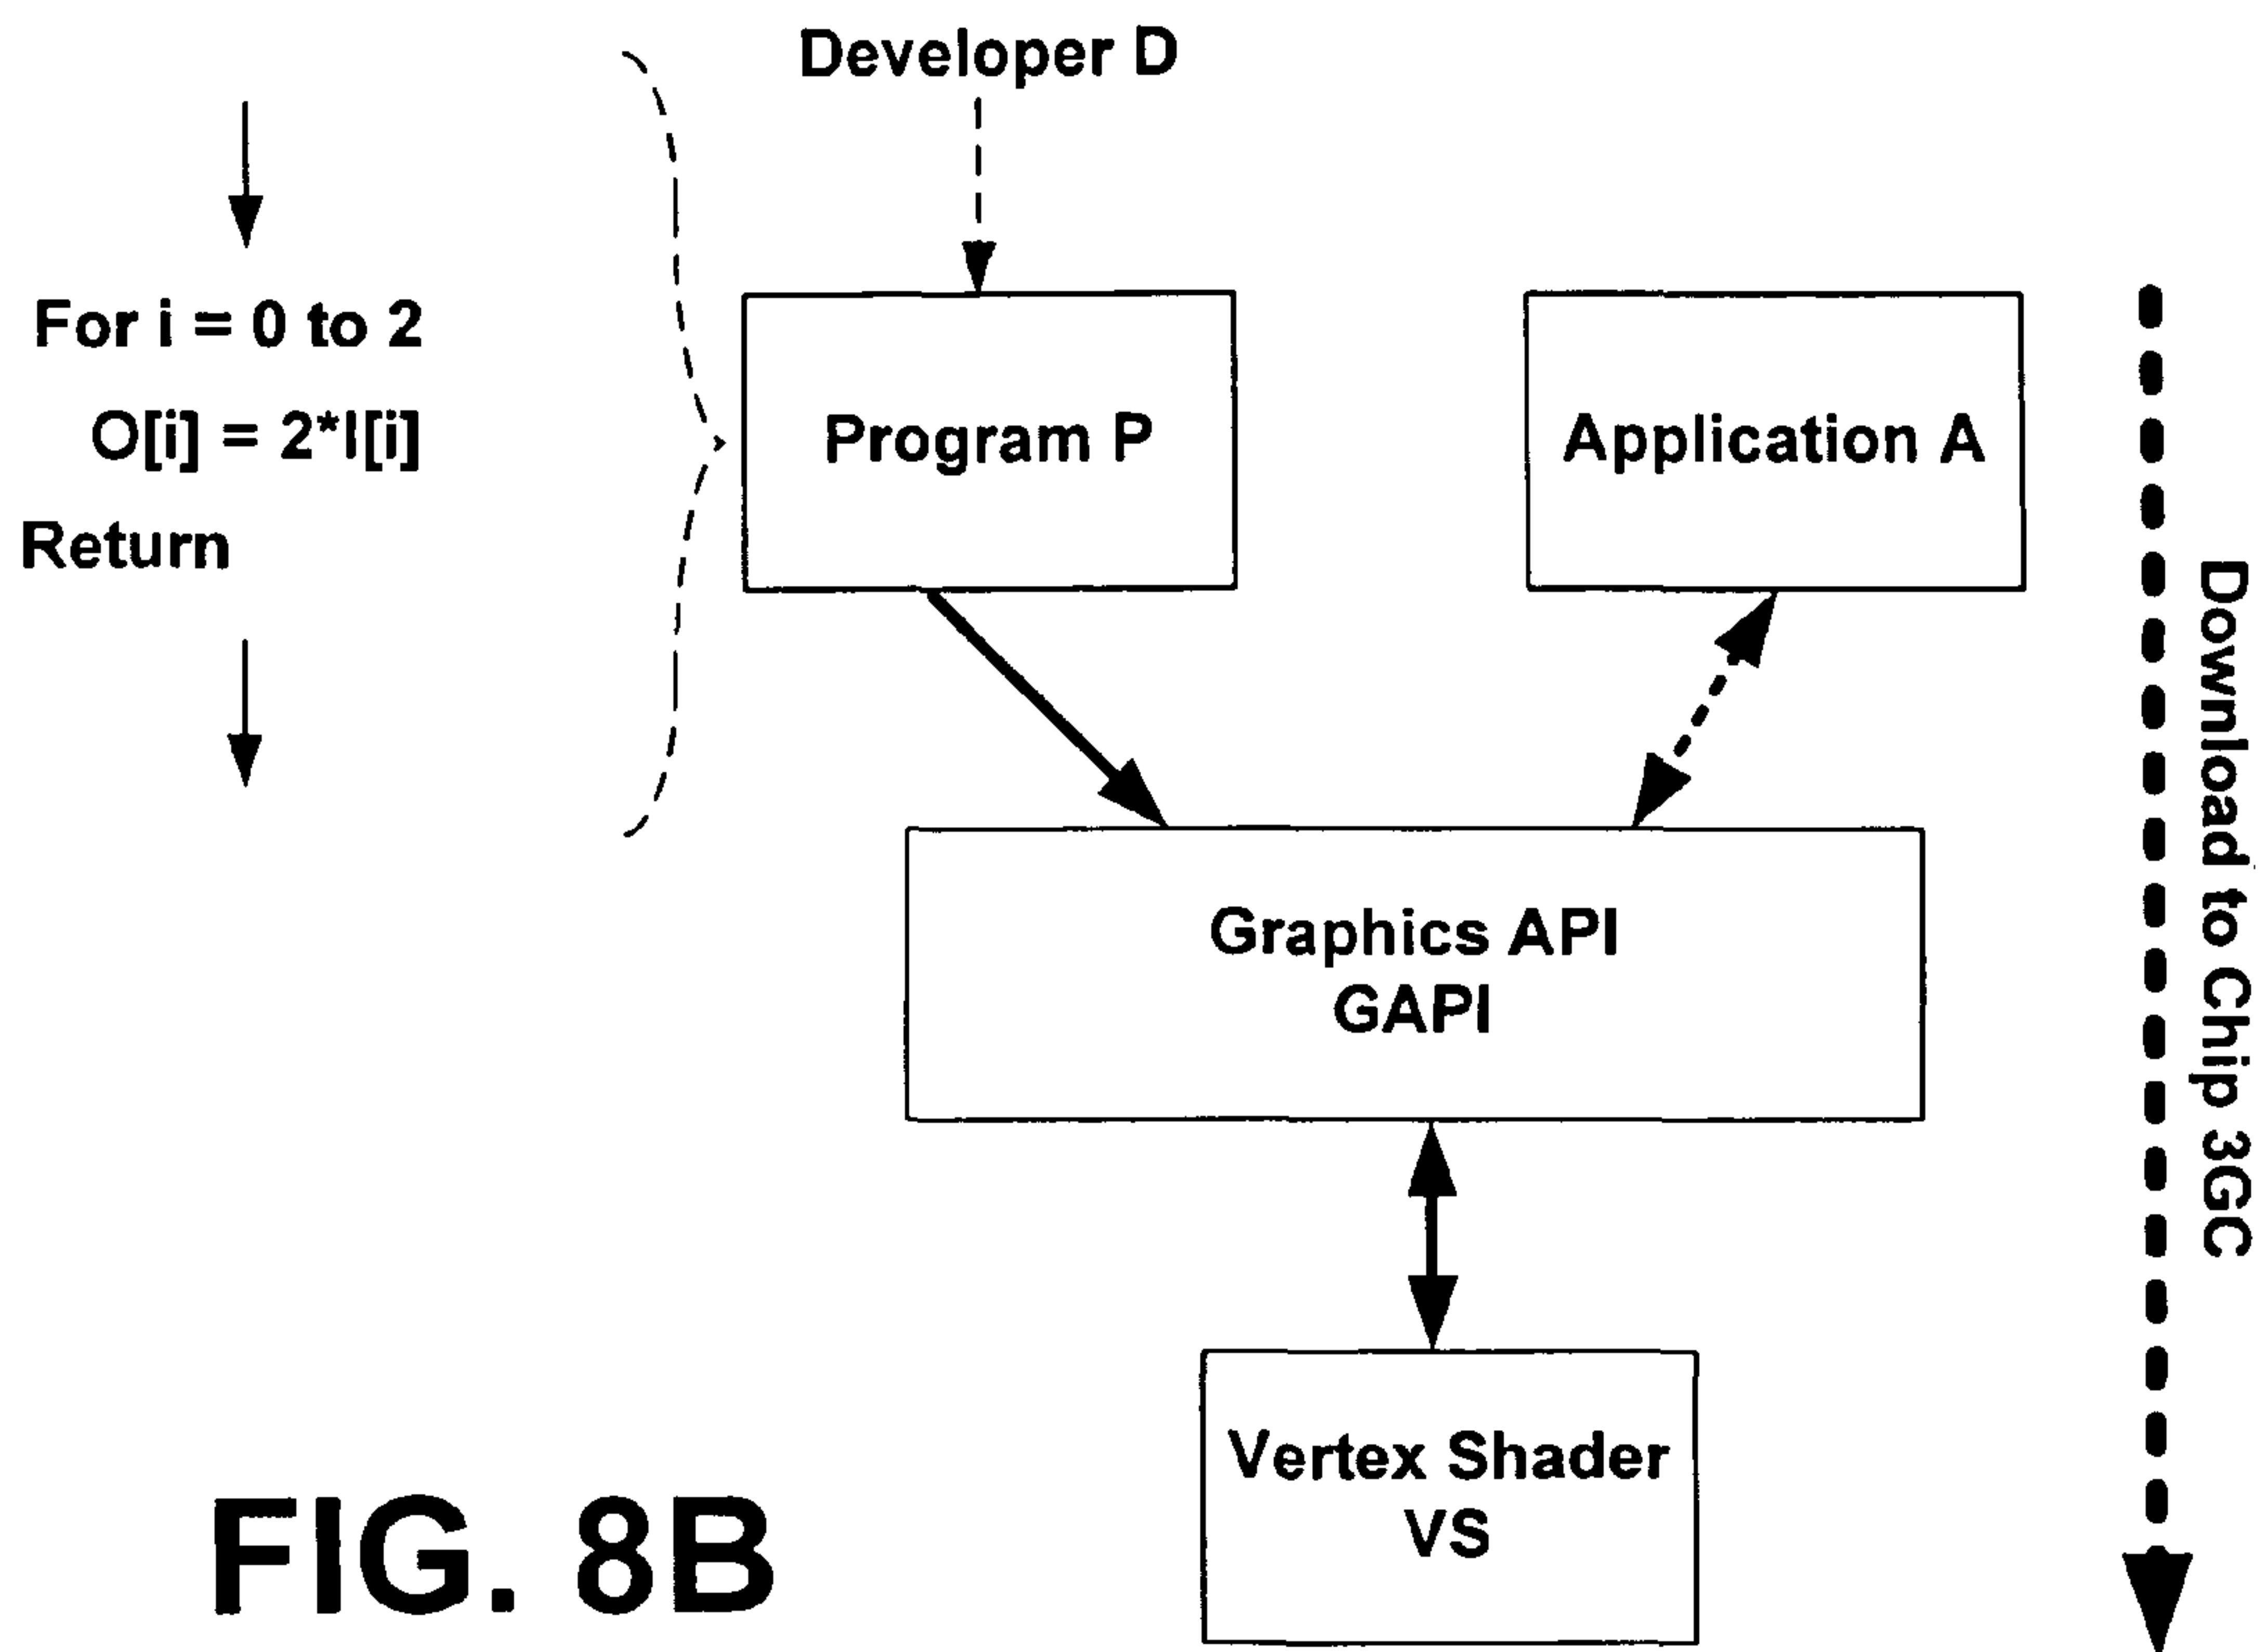 Developer D
For i = 0 to 2
O[i] = 2*I[i]
Return
Program P
Application A
Graphics API
GAPI
Vertex Shader
VS
Download to Chip 3GC
FIG. 8B